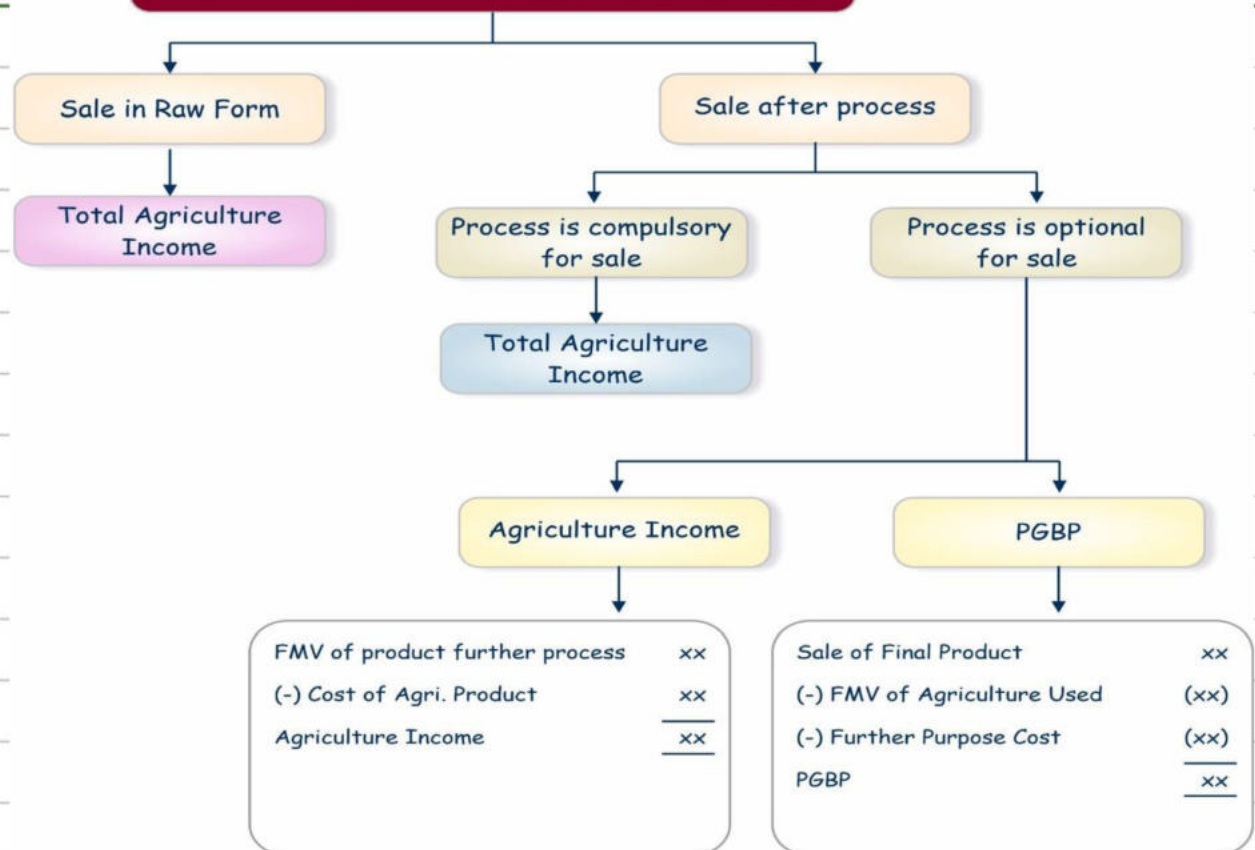 Sale in Raw Form
Sale after process
Total Agriculture
Income
Process is compulsory
for sale
Process is optional
for sale
Total Agriculture
Income
Agriculture Income
PGBP
FMV of product further process xx
(-) Cost of Agri. Product xx
Agriculture Income xx
Sale of Final Product xx
(-) FMV of Agriculture Used (xx)
(-) Further Purpose Cost (xx)
PGBP xx